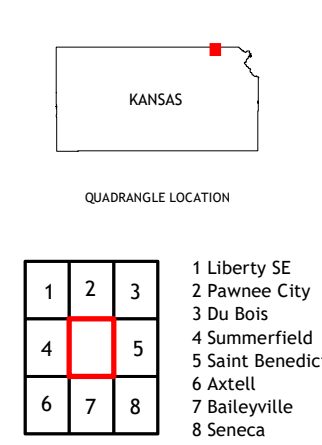 KANSAS
QUADRANGLE LOCATION
1 2 3
4 5
6 7 8
1 Liberty SE
2 Pawnee City
3 Du Bois
4 Summerfield
5 Saint Benedic
6 Axtell
7 Baileyville
8 Seneca